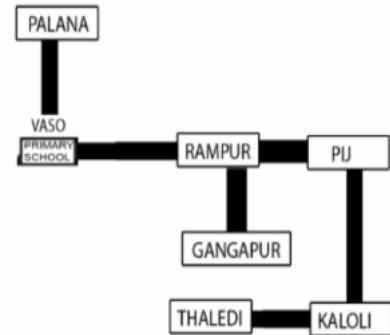 PALANA
VASO
PRIMARY
SCHOOL
RAMPUR
PIJ
GANGAPUR
THALEDI
KALOLI